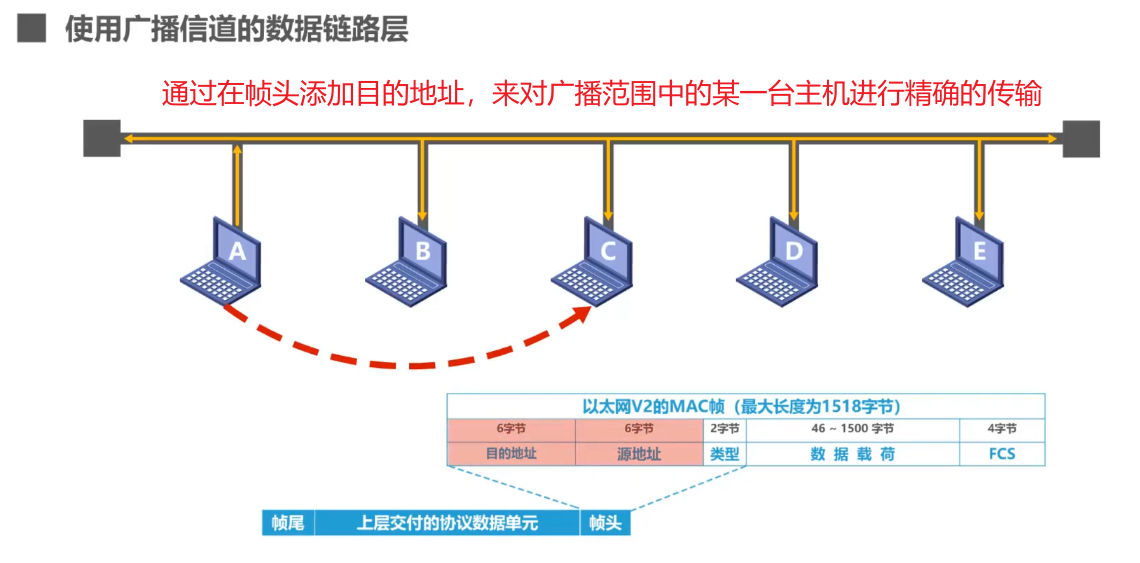 使用广播信道的数据链路层
通过在帧头添加目的地址，来对广播范围中的某一台主机进行精确的传输
A B C D E
以太网V2的MAC帧（最大长度为1518字节）
6字节 6字节 2字节 46 ~ 1500 字节 4字节
目的地址 源地址 类型 数 据 载 荷 FCS
帧尾 上层交付的协议数据单元 帧头